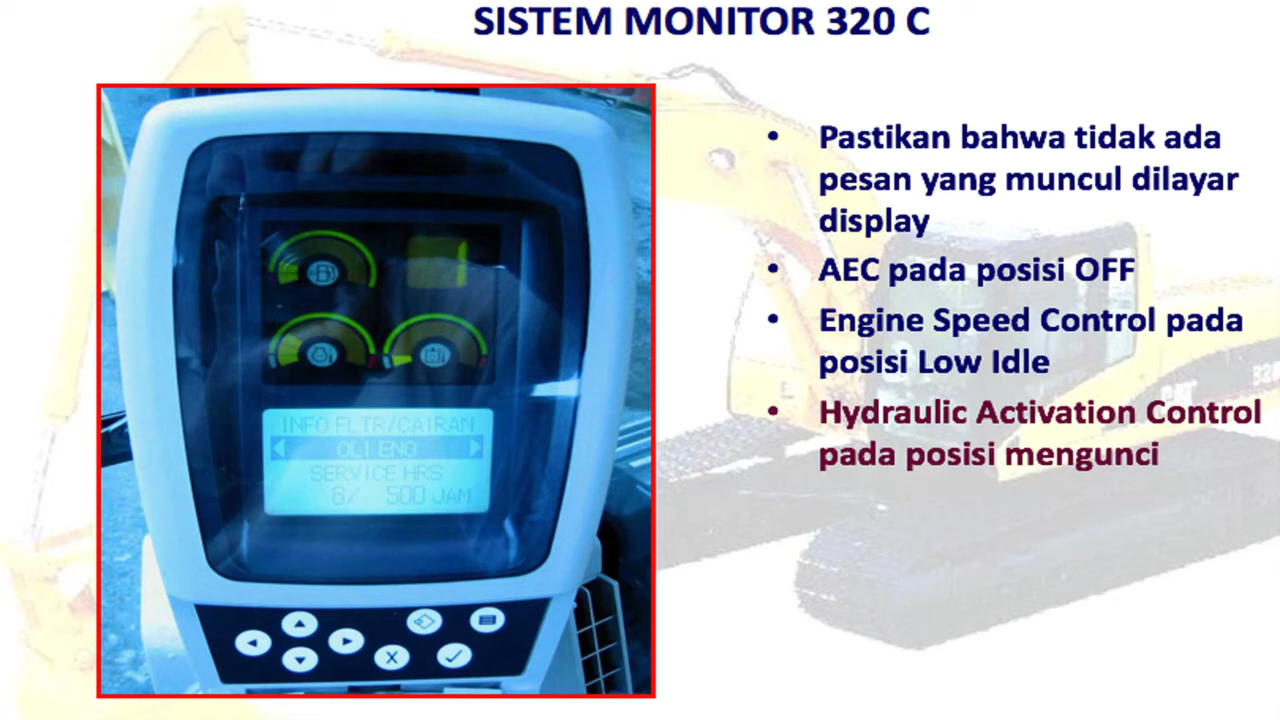 SISTEM MONITOR 320 C
INFO FLTR/CAIRAN
OLI ENG
SERVICE HRS
6/ 500 JAM
1
X
• Pastikan bahwa tidak ada
pesan yang muncul dilayar
display
• AEC pada posisi OFF
• Engine Speed Control pada
posisi Low Idle
• Hydraulic Activation Control
pada posisi mengunci